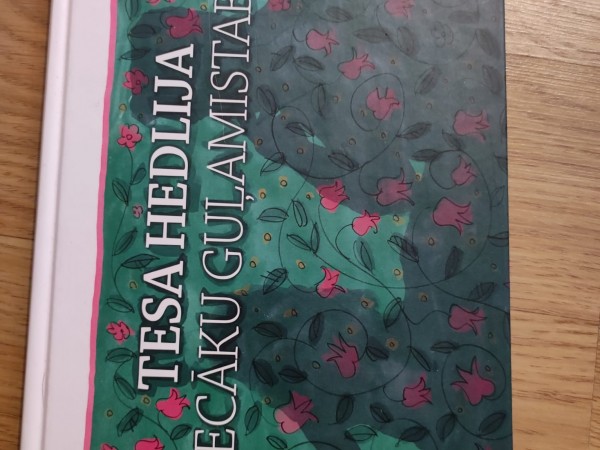 TESA HEDLIJA
ECĀKU GUĻAMISTAB